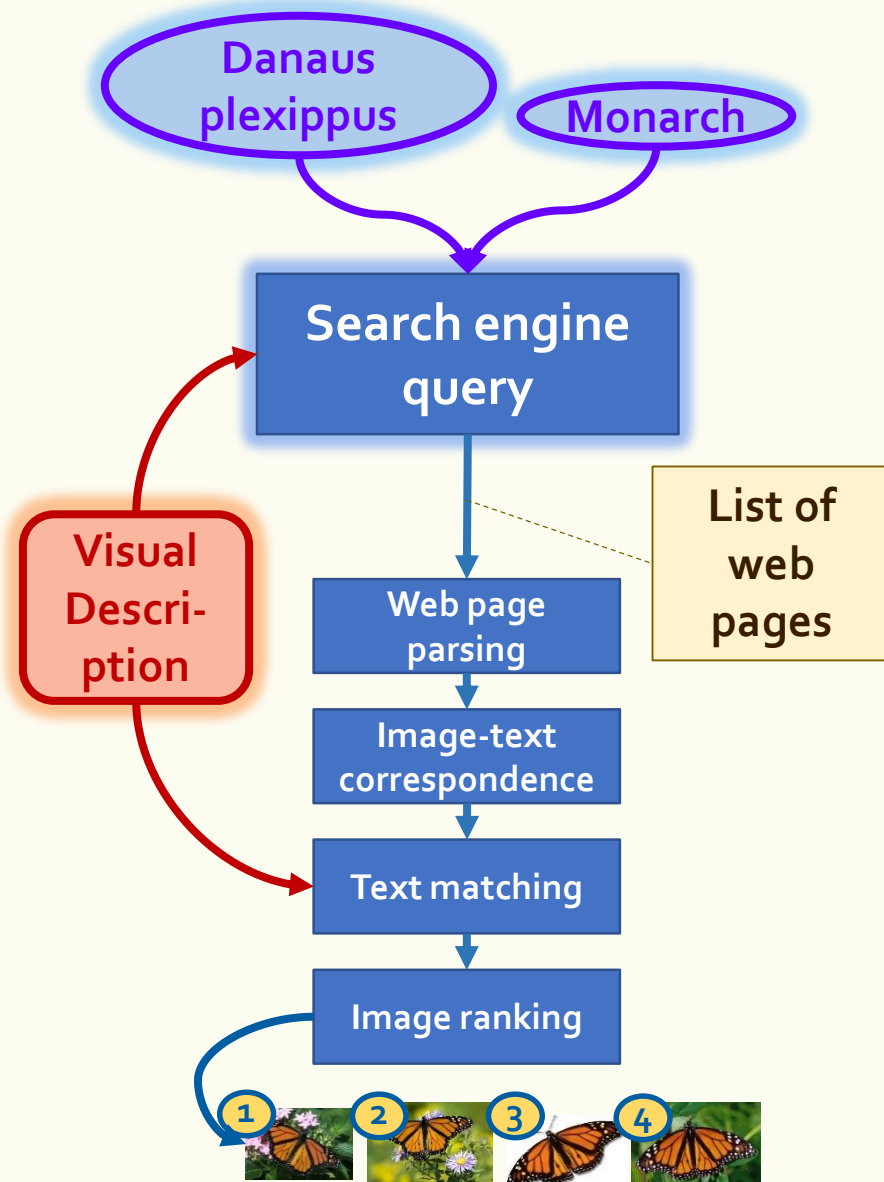 Danaus
plexippus
Monarch
Search engine
query
List of
web
pages
Visual
Descri-
ption
Web page
parsing
Image-text
correspondence
Text matching
Image ranking
1
2
3
4